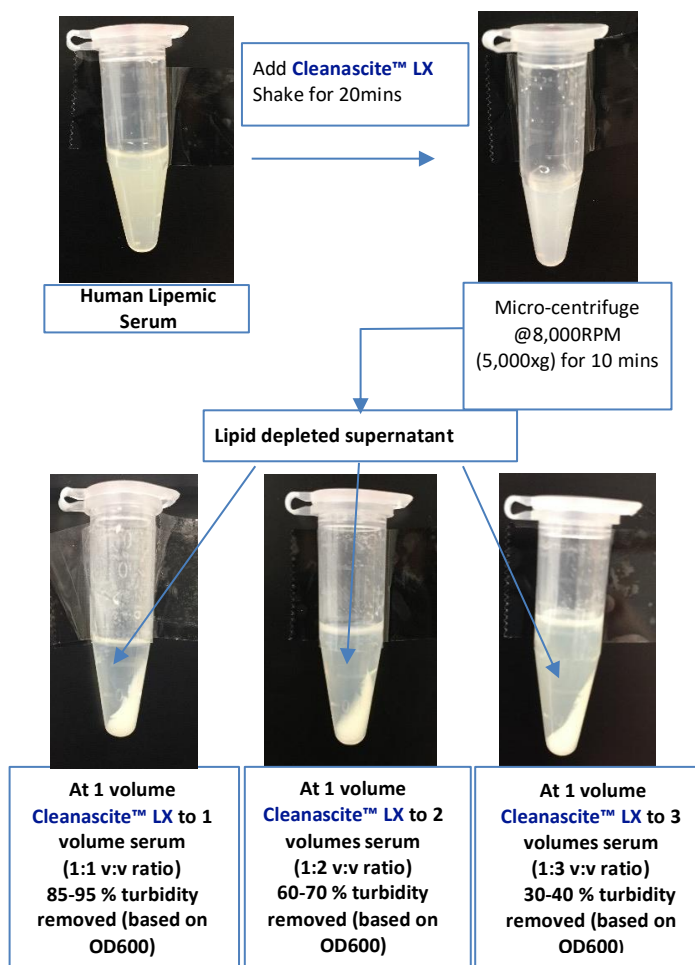 Add Cleanascite™ LX
Shake for 20mins
Human Lipemic
Serum
Micro-centrifuge
@8,000RPM
(5,000xg) for 10 mins
Lipid depleted supernatant
At 1 volume
Cleanascite™ LX to 1
volume serum
(1:1 v:v ratio)
85-95 % turbidity
removed (based on
OD600)
At 1 volume
Cleanascite™ LX to 2
volumes serum
(1:2 v:v ratio)
60-70 % turbidity
removed (based on
OD600)
At 1 volume
Cleanascite™ LX to 3
volumes serum
(1:3 v:v ratio)
30-40 % turbidity
removed (based on
OD600)